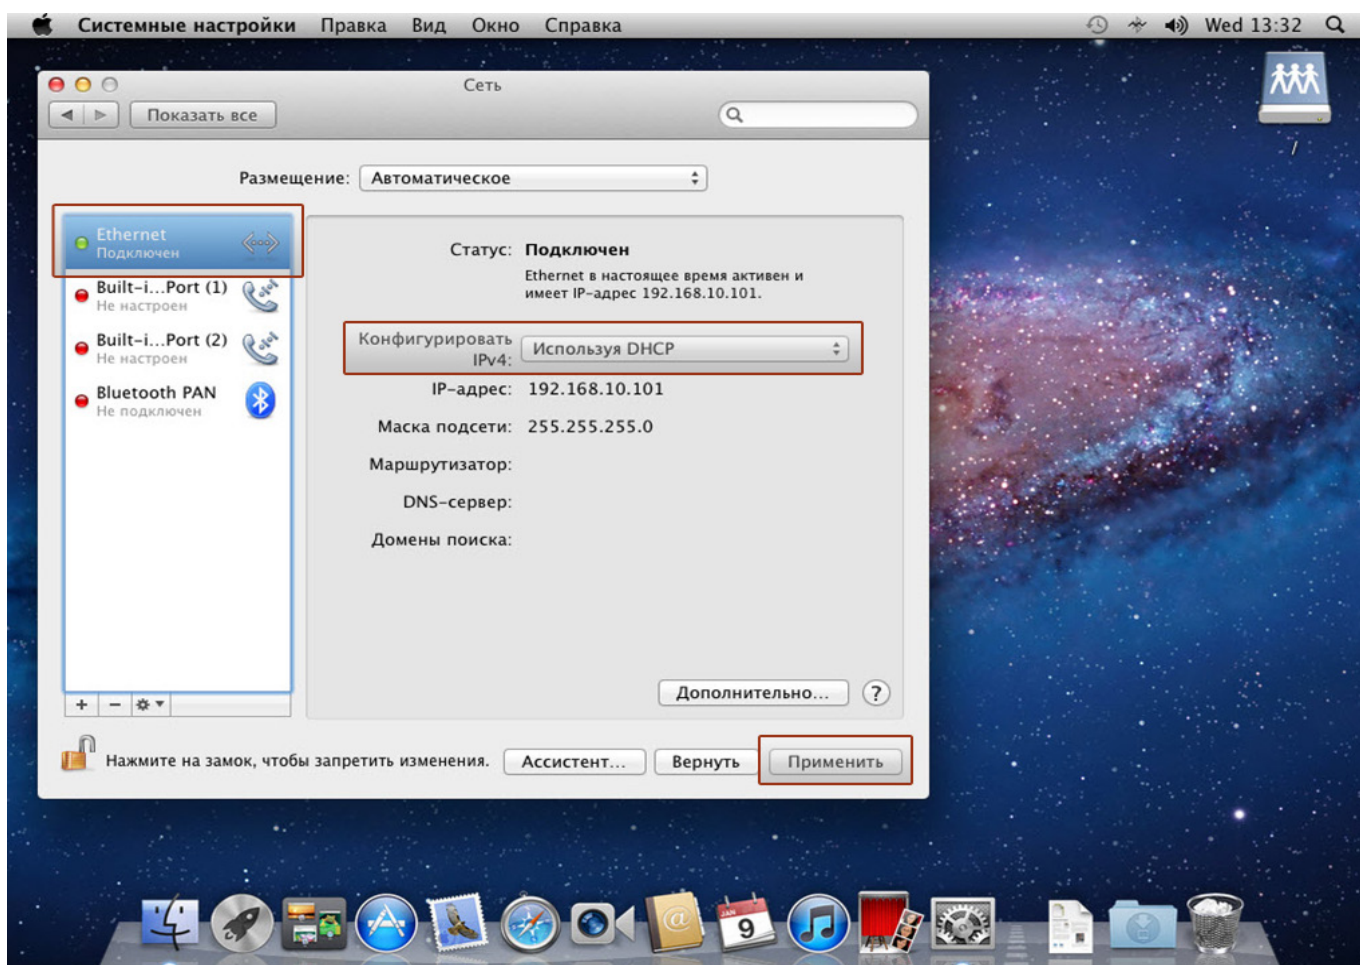 Системные настройки Правка Вид Окно Справка Wed 13:32
Сеть
Показать все
Размещение: Автоматическое
Ethernet
Подключен
Built-i...Port (1)
Не настроен
Built-i...Port (2)
Не настроен
Bluetooth PAN
Не подключен
Статус: Подключен
Ethernet в настоящее время активен и
имеет IP-адрес 192.168.10.101.
Конфигурировать
IPv4: Используя DHCP
IP-адрес: 192.168.10.101
Маска подсети: 255.255.255.0
Маршрутизатор:
DNS-сервер:
Домены поиска:
Дополнительно... ?
Нажмите на замок, чтобы запретить изменения. Ассистент... Вернуть Применить
/
JAN
9